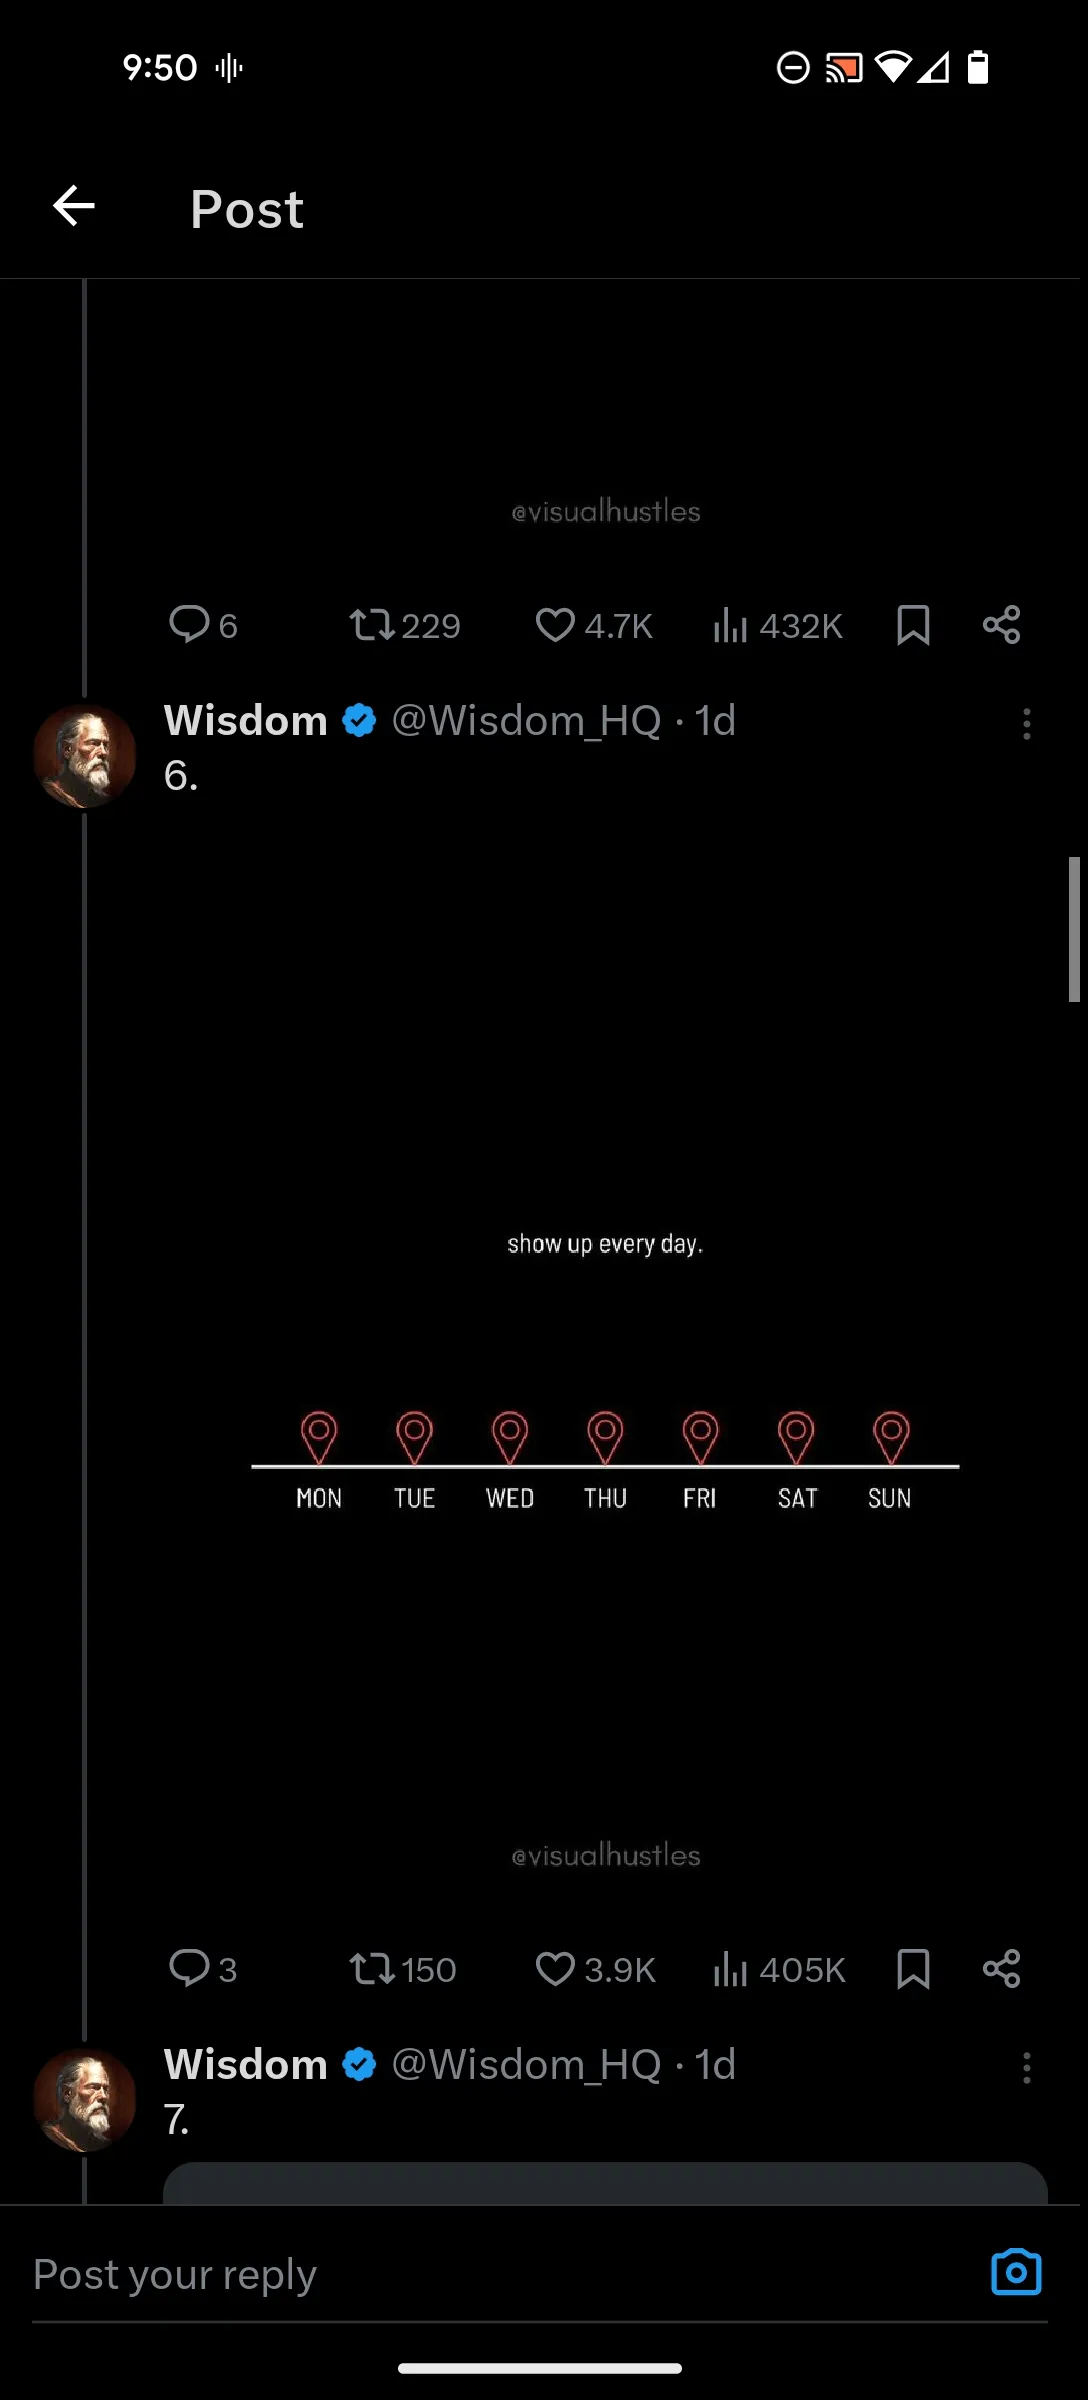 9:50
Post
@visualhustles
6 229 4.7K 432K
Wisdom @Wisdom_HQ · 1d
6.
show up every day.
MON TUE WED THU FRI SAT SUN
@visualhustles
3 150 3.9K 405K
Wisdom @Wisdom_HQ · 1d
7.
Post your reply